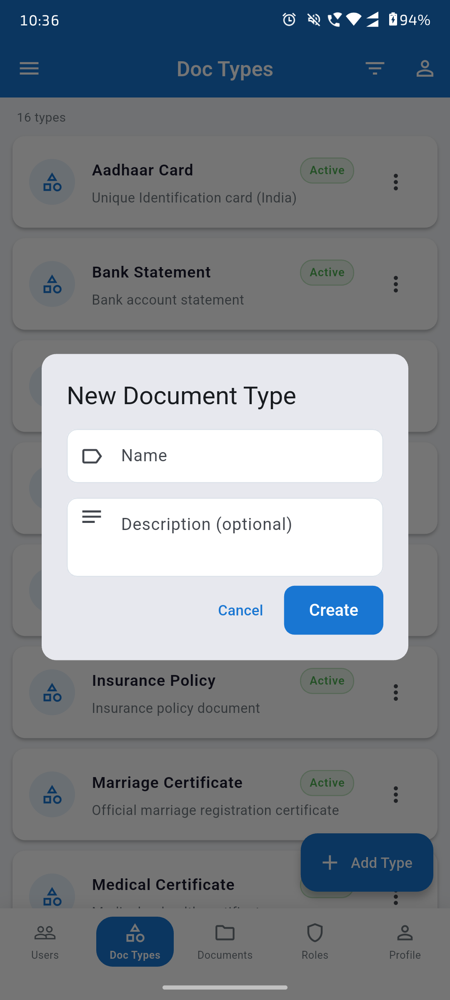 10:36
94%
Doc Types
16 types
Aadhaar Card
Active
Unique Identification card (India)
Bank Statement
Active
Bank account statement
New Document Type
Name
Description (optional)
Cancel
Create
Insurance Policy
Active
Insurance policy document
Marriage Certificate
Active
Official marriage registration certificate
Add Type
Medical Certificate
Users
Doc Types
Documents
Roles
Profile